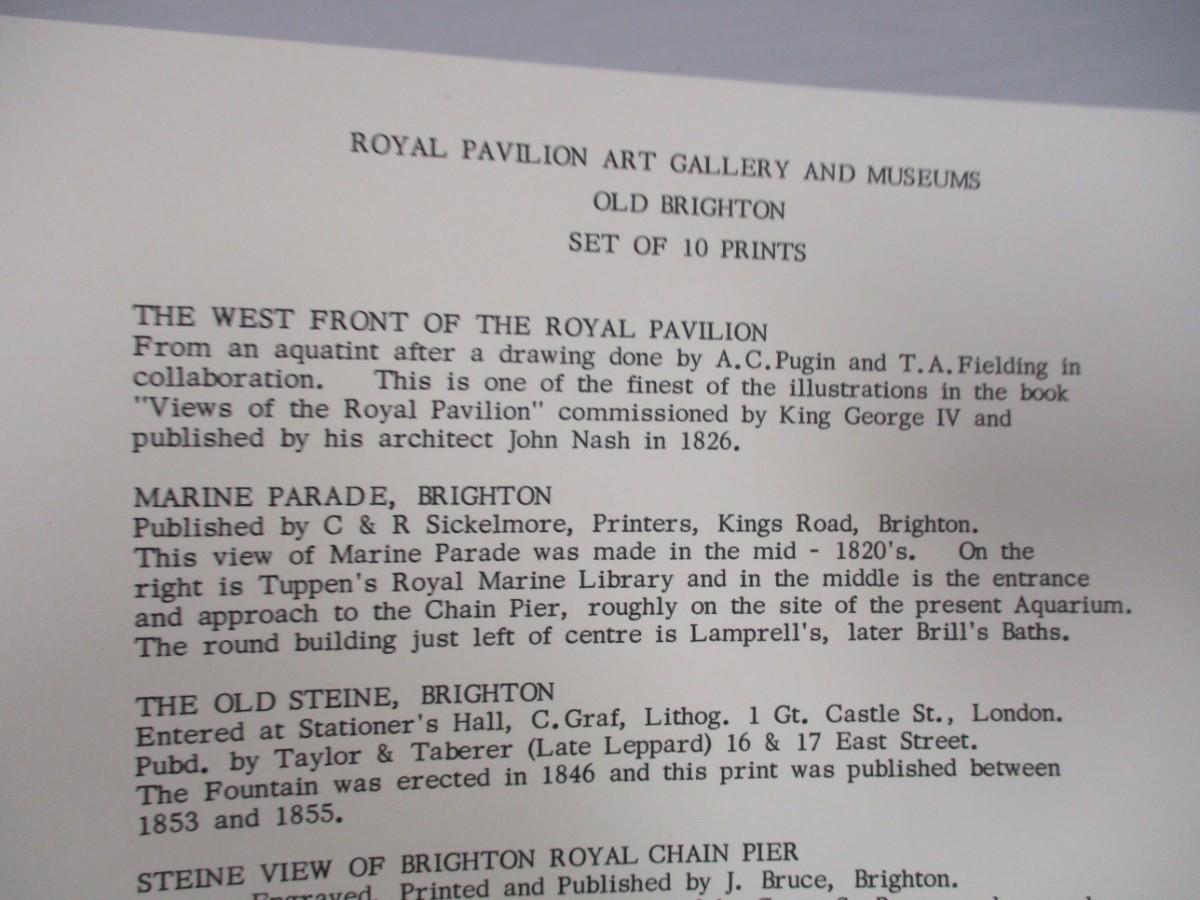 ROYAL PAVILION ART GALLERY AND MUSEUMS
OLD BRIGHTON
SET OF 10 PRINTS
THE WEST FRONT OF THE ROYAL PAVILION
From an aquatint after a drawing done by A.C.Pugin and T.A.Fielding in
collaboration. This is one of the finest of the illustrations in the book
"Views of the Royal Pavilion" commissioned by King George IV and
published by his architect John Nash in 1826.
MARINE PARADE, BRIGHTON
Published by C & R Sickelmore, Printers, Kings Road, Brighton.
This view of Marine Parade was made in the mid - 1820's. On the
right is Tuppen's Royal Marine Library and in the middle is the entrance
and approach to the Chain Pier, roughly on the site of the present Aquarium.
The round building just left of centre is Lamprell's, later Brill's Baths.
THE OLD STEINE, BRIGHTON
Entered at Stationer's Hall, C.Graf, Lithog. 1 Gt. Castle St., London.
Pubd. by Taylor & Taberer (Late Leppard) 16 & 17 East Street.
The Fountain was erected in 1846 and this print was published between
1853 and 1855.
STEINE VIEW OF BRIGHTON ROYAL CHAIN PIER
Engraved, Printed and Published by J. Bruce, Brighton.